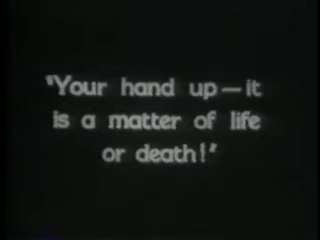 "Your hand up—it
is a matter of life
or death!"